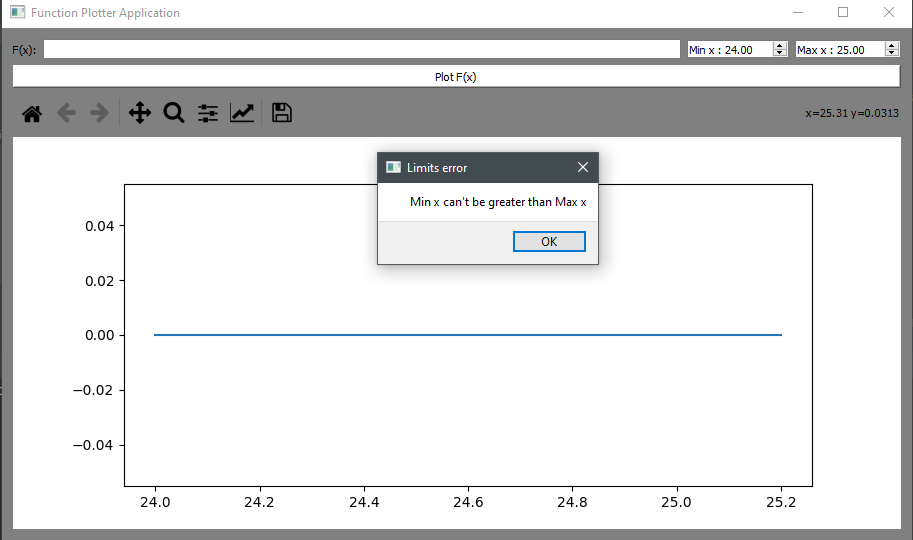 Function Plotter Application
F(x): Min x : 24.00 Max x : 25.00
Plot F(x)
x=25.31 y=0.0313
Limits error
Min x can't be greater than Max x
OK
0.04
0.02
0.00
−0.02
−0.04
24.0 24.2 24.4 24.6 24.8 25.0 25.2